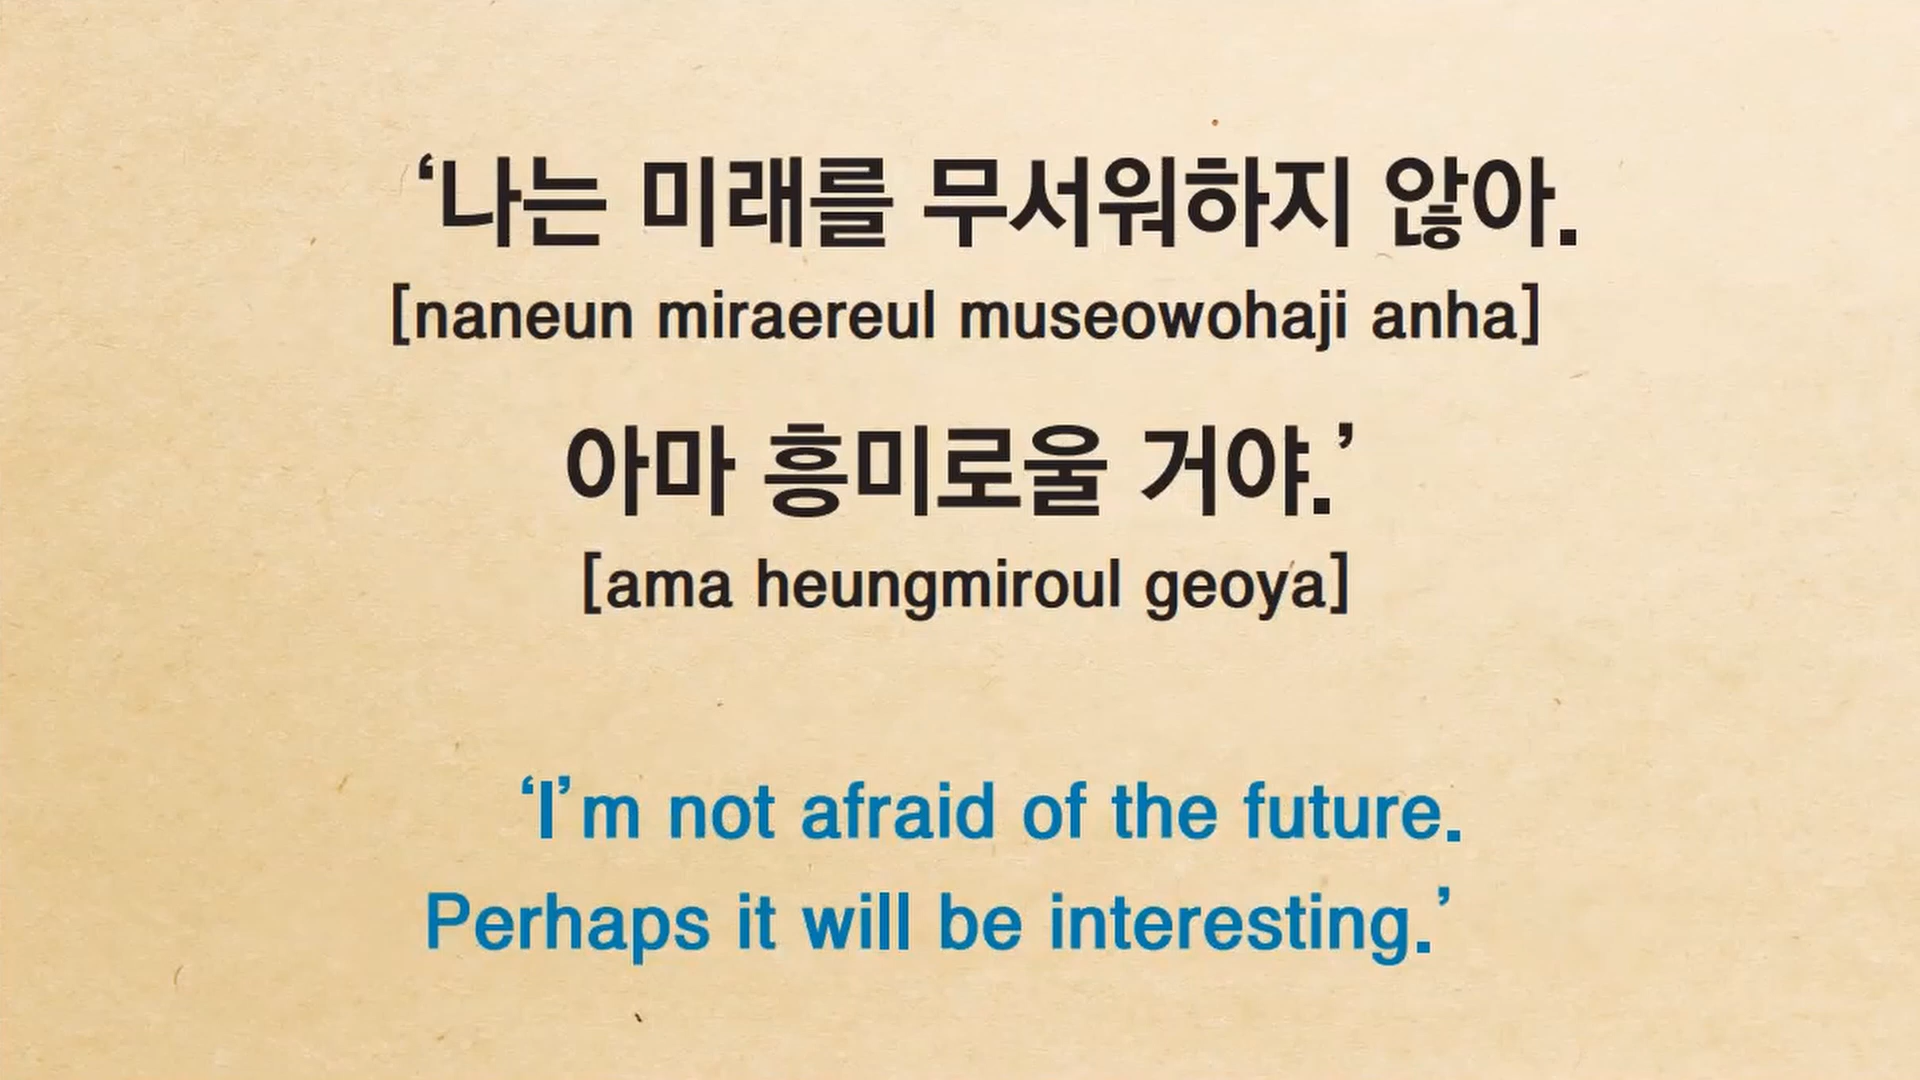 ‘나는 미래를 무서워하지 않아.
[naneun miraereul museowohaji anha]
아마 흥미로울 거야.’
[ama heungmiroul geoya]
‘I’m not afraid of the future.
Perhaps it will be interesting.’